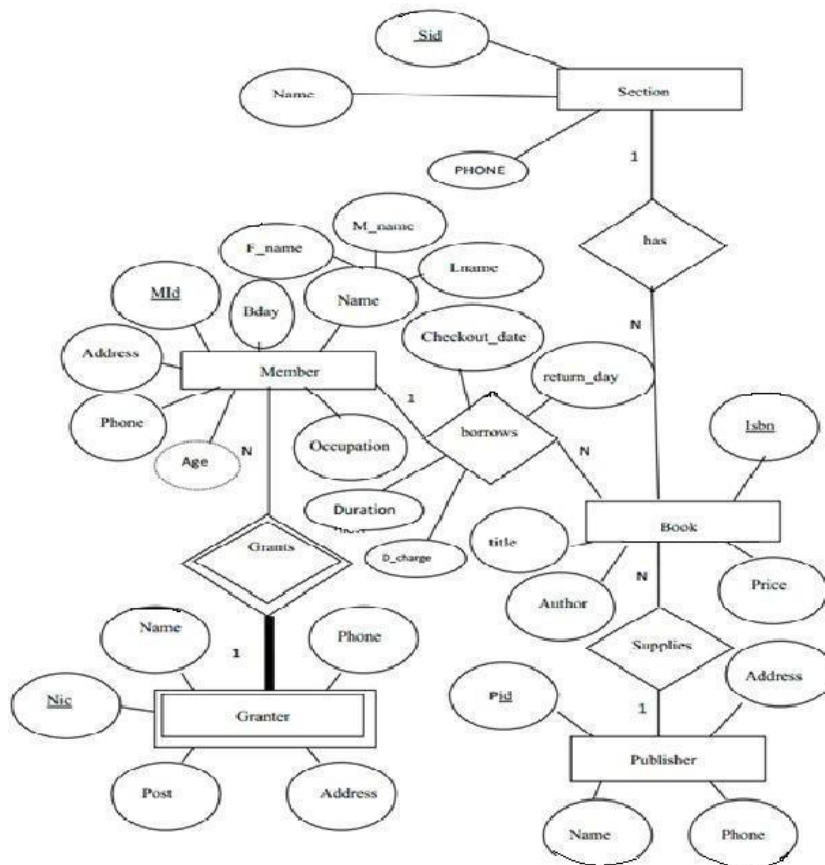 Sid
Name
Section
PHONE
1
has
N
M_name
F_name
Lname
MId
Bday
Name
Address
Member
Phone
Age
N
Occupation
Checkout_date
return_day
1
borrows
N
Duration
D_charge
Isbn
Book
title
Author
N
Price
Grants
Supplies
Name
Phone
1
Nic
Granter
Post
Address
Address
Pid
1
Publisher
Name
Phone